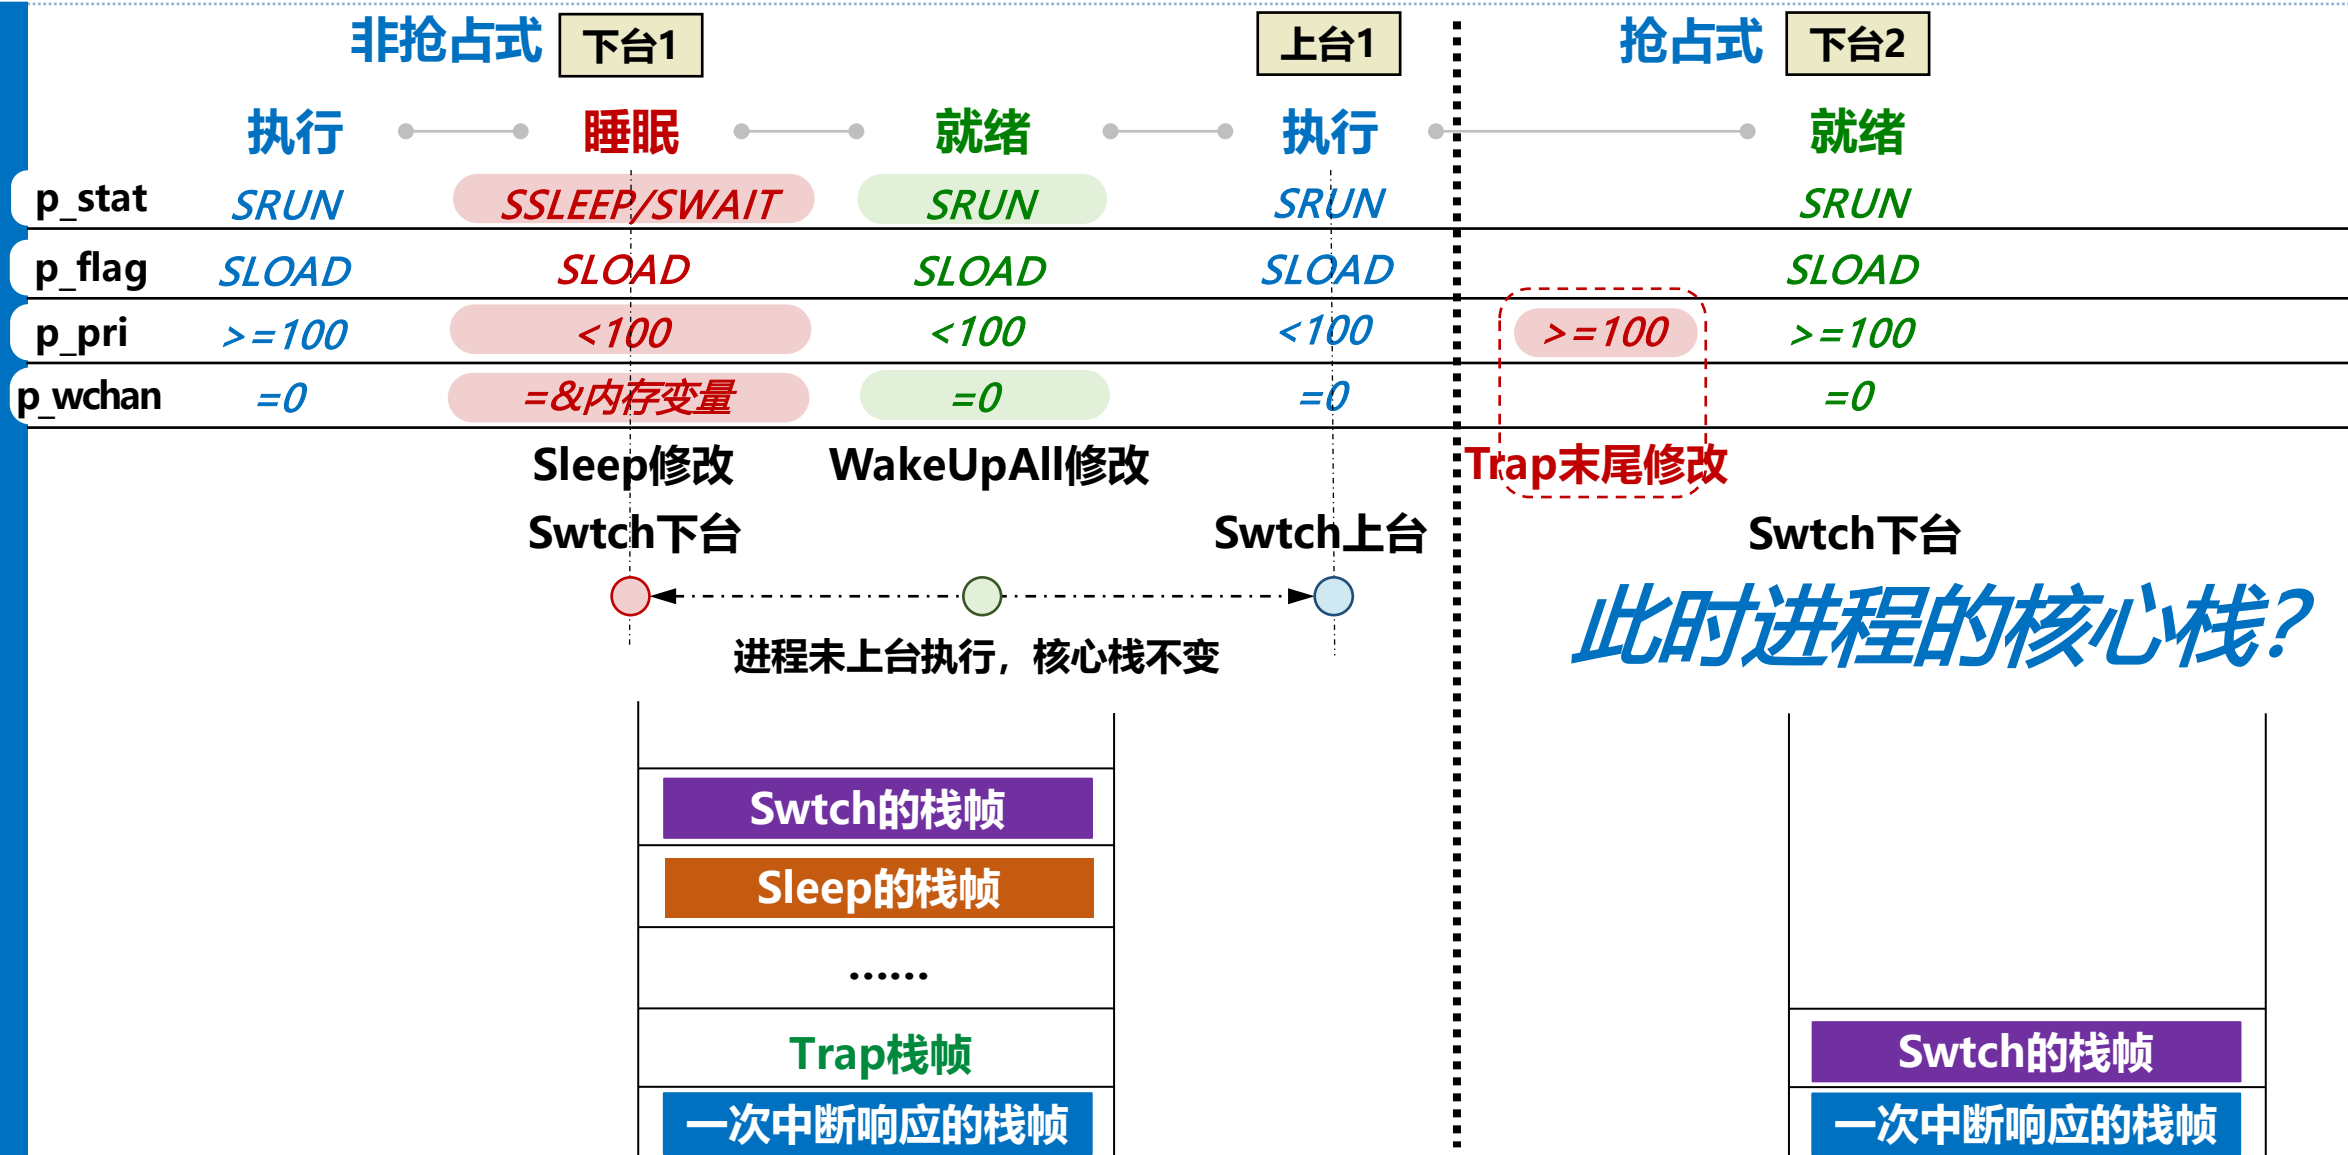 非抢占式 下台1 上台1 抢占式 下台2
执行 睡眠 就绪 执行 就绪
p_stat SRUN SSLEEP/SWAIT SRUN SRUN SRUN
p_flag SLOAD SLOAD SLOAD SLOAD SLOAD
p_pri >=100 <100 <100 <100 >=100 >=100
p_wchan =0 =&内存变量 =0 =0 =0
Sleep修改 WakeUpAll修改 Trap末尾修改
Swtch下台 Swtch上台 Swtch下台
此时进程的核心栈？
进程未上台执行，核心栈不变
Swtch的栈帧
Sleep的栈帧
……
Trap栈帧 Swtch的栈帧
一次中断响应的栈帧 一次中断响应的栈帧